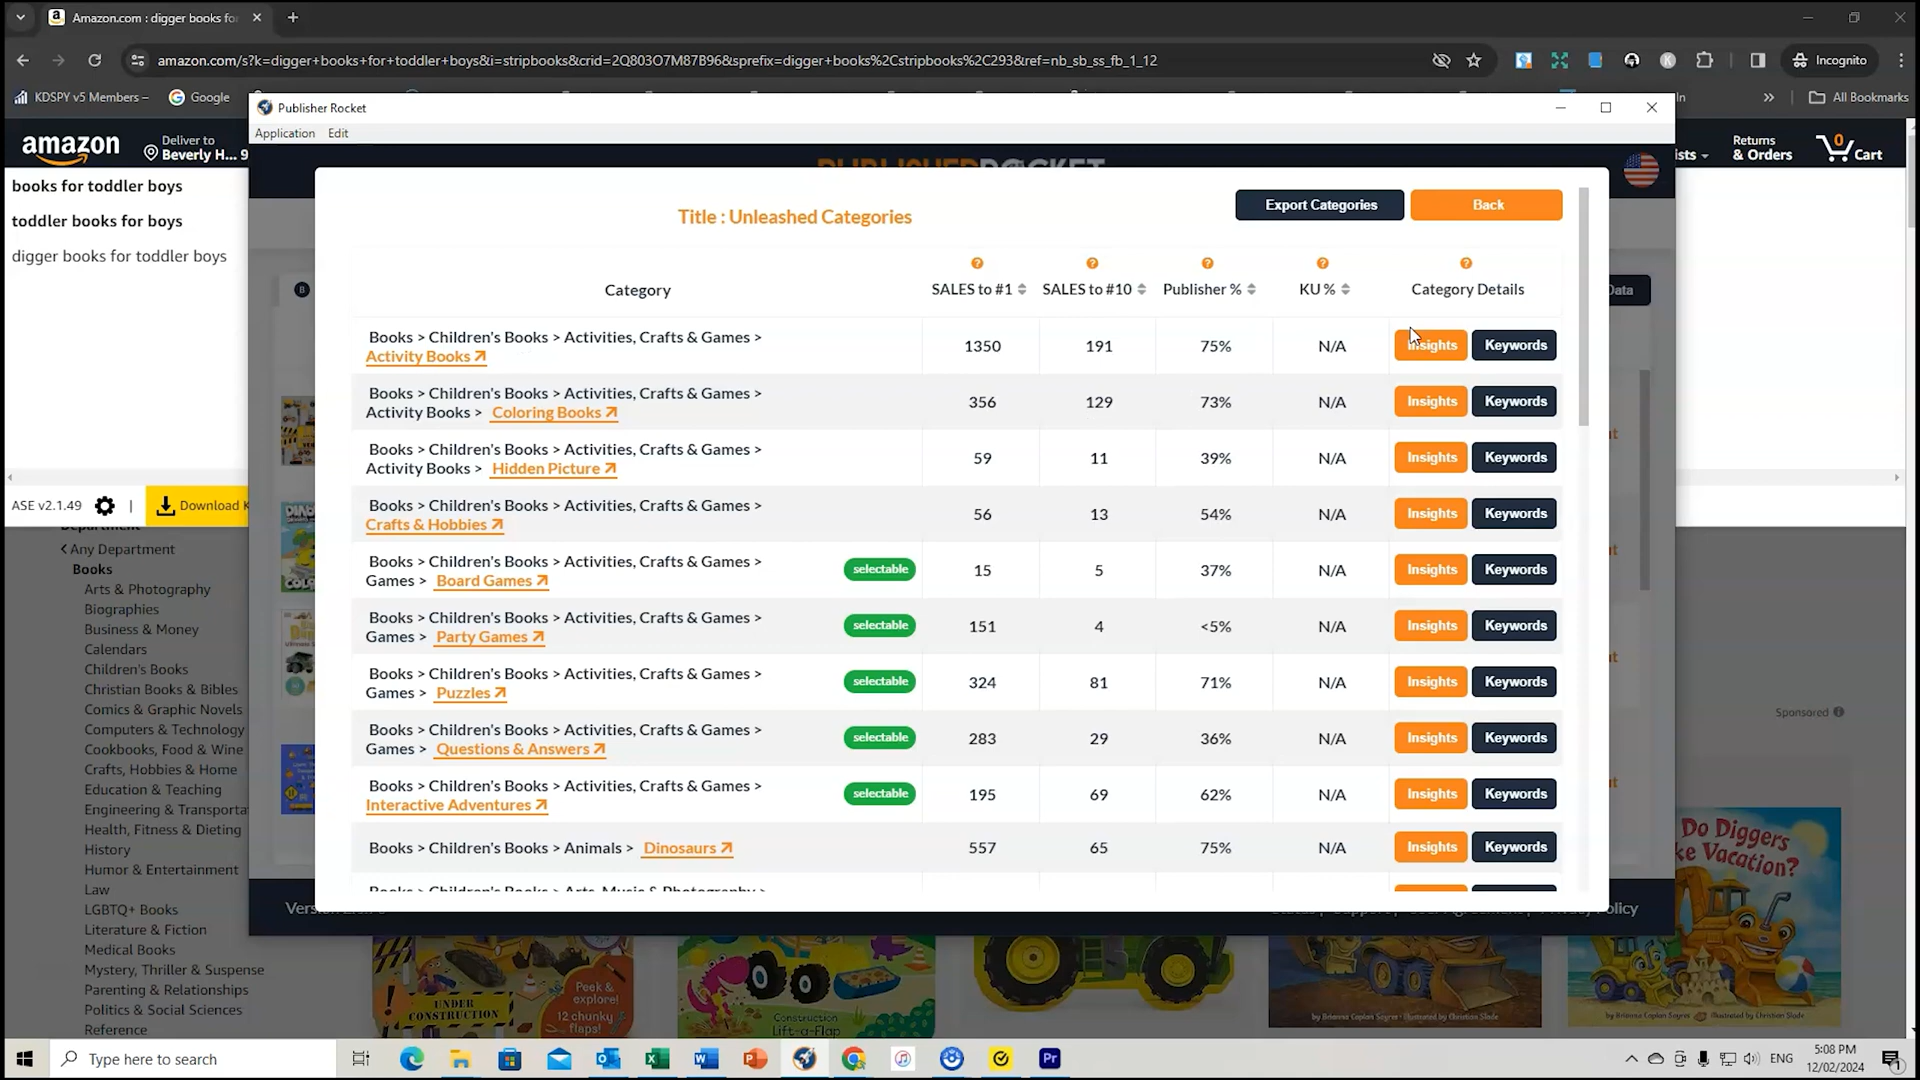 Amazon.com : digger books fo
amazon.com/s?k=digger+books+for+toddler+boys&i=stripbooks&crid=2Q803O7M87B96&sprefix=digger+books%2Cstripbooks%2C293&ref=nb_sb_ss_fb_1_12
Incognito
KDSPY v5 Members –
Google
All Bookmarks
Publisher Rocket
Application Edit
amazon
Deliver to
Beverly H... 9
Returns
& Orders
0
Cart
books for toddler boys
toddler books for boys
digger books for toddler boys
Title : Unleashed Categories
Export Categories
Back
Category
SALES to #1
SALES to #10
Publisher %
KU %
Category Details
Books > Children's Books > Activities, Crafts & Games >
Activity Books
1350 191 75% N/A Insights Keywords
Books > Children's Books > Activities, Crafts & Games >
Activity Books > Coloring Books
356 129 73% N/A Insights Keywords
Books > Children's Books > Activities, Crafts & Games >
Activity Books > Hidden Picture
59 11 39% N/A Insights Keywords
Books > Children's Books > Activities, Crafts & Games >
Crafts & Hobbies
56 13 54% N/A Insights Keywords
Books > Children's Books > Activities, Crafts & Games >
Games > Board Games
selectable 15 5 37% N/A Insights Keywords
Books > Children's Books > Activities, Crafts & Games >
Games > Party Games
selectable 151 4 <5% N/A Insights Keywords
Books > Children's Books > Activities, Crafts & Games >
Games > Puzzles
selectable 324 81 71% N/A Insights Keywords
Books > Children's Books > Activities, Crafts & Games >
Games > Questions & Answers
selectable 283 29 36% N/A Insights Keywords
Books > Children's Books > Activities, Crafts & Games >
Interactive Adventures
selectable 195 69 62% N/A Insights Keywords
Books > Children's Books > Animals > Dinosaurs
557 65 75% N/A Insights Keywords
ASE v2.1.49 | Download K
Any Department
Books
Arts & Photography
Biographies
Business & Money
Calendars
Children's Books
Christian Books & Bibles
Comics & Graphic Novels
Computers & Technology
Cookbooks, Food & Wine
Crafts, Hobbies & Home
Education & Teaching
Engineering & Transporta
Health, Fitness & Dieting
History
Humor & Entertainment
Law
LGBTQ+ Books
Literature & Fiction
Medical Books
Mystery, Thriller & Suspense
Parenting & Relationships
Politics & Social Sciences
Reference
Sponsored
Do Diggers
ke Vacation?
by Brianna Caplan Sayres
Illustrated by Christian Slade
UNDER
CONSTRUCTION
Peek &
explore!
12 chunky
flaps!
Construction
Lift-a-Flap
Type here to search
ENG
5:08 PM
12/02/2024